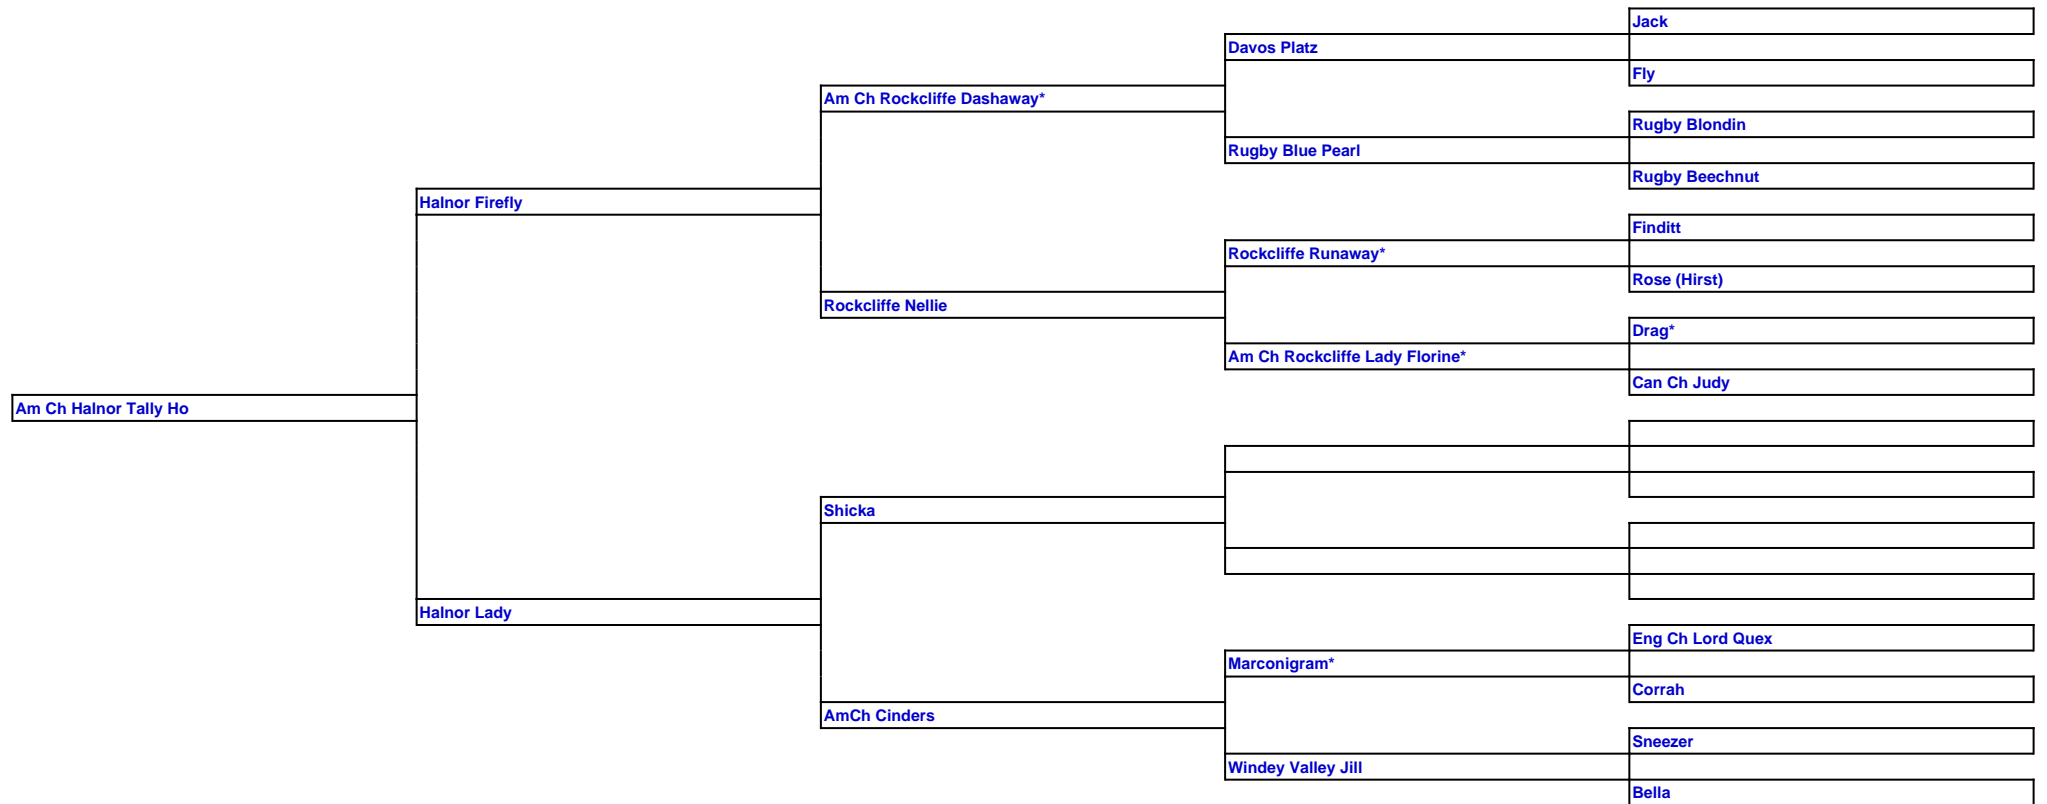 Jack
Davos Platz
Fly
Am Ch Rockcliffe Dashaway*
Rugby Blondin
Rugby Blue Pearl
Rugby Beechnut
Halnor Firefly
Finditt
Rockcliffe Runaway*
Rose (Hirst)
Rockcliffe Nellie
Drag*
Am Ch Rockcliffe Lady Florine*
Can Ch Judy
Am Ch Halnor Tally Ho
Shicka
Halnor Lady
Eng Ch Lord Quex
Marconigram*
Corrah
AmCh Cinders
Sneezer
Windey Valley Jill
Bella